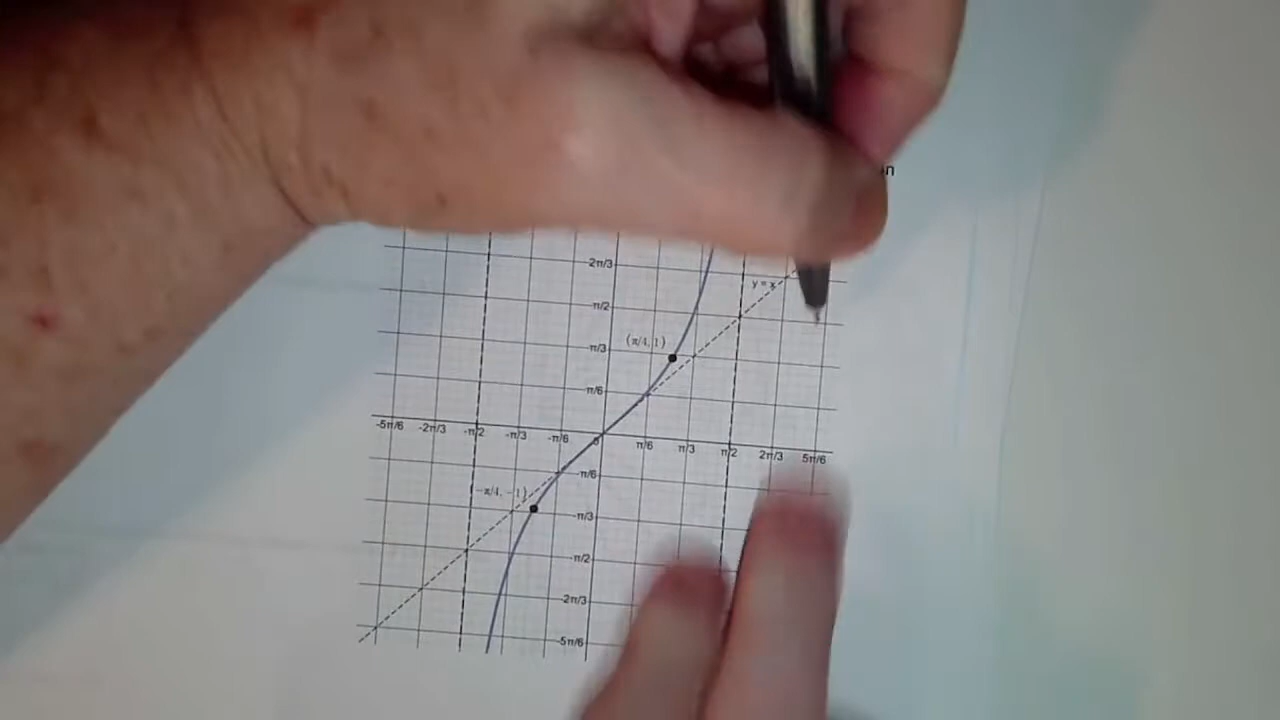 n
2π/3
y = x
π/2
(π/4, 1)
π/3
π/6
-5π/6 -2π/3 -π/2 -π/3 -π/6 0 π/6 π/3 π/2 2π/3 5π/6
-π/6
−π/4, −1)
-π/3
-π/2
-2π/3
-5π/6